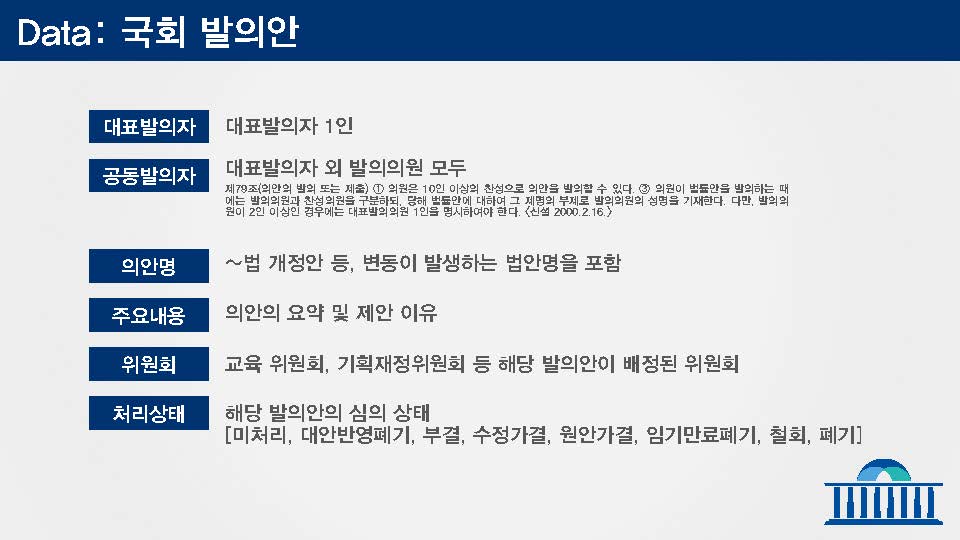 Data: 국회 발의안
대표발의자 대표발의자 1인
공동발의자 대표발의자 외 발의의원 모두
제79조(의안의 발의 또는 제출) ① 의원은 10인 이상의 찬성으로 의안을 발의할 수 있다. ③ 의원이 법률안을 발의하는 때
에는 발의의원과 찬성의원을 구분하되, 당해 법률안에 대하여 그 제명의 부제로 발의의원의 성명을 기재한다. 다만, 발의의
원이 2인 이상인 경우에는 대표발의의원 1인을 명시하여야 한다. <신설 2000.2.16.>
의안명 ~법 개정안 등, 변동이 발생하는 법안명을 포함
주요내용 의안의 요약 및 제안 이유
위원회 교육 위원회, 기획재정위원회 등 해당 발의안이 배정된 위원회
처리상태 해당 발의안의 심의 상태
[미처리, 대안반영폐기, 부결, 수정가결, 원안가결, 임기만료폐기, 철회, 폐기]